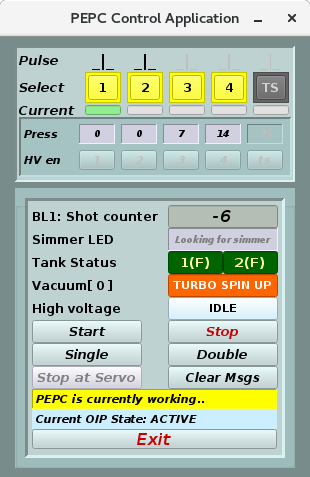 PEPC Control Application
Pulse
Select 1 2 3 4 TS
Current
Press 0 0 7 14
HV en 1 2 3 4 ts
BL1: Shot counter -6
Simmer LED Looking for simmer
Tank Status 1(F) 2(F)
Vacuum[ 0 ] TURBO SPIN UP
High voltage IDLE
Start Stop
Single Double
Stop at Servo Clear Msgs
PEPC is currently working..
Current OIP State: ACTIVE
Exit